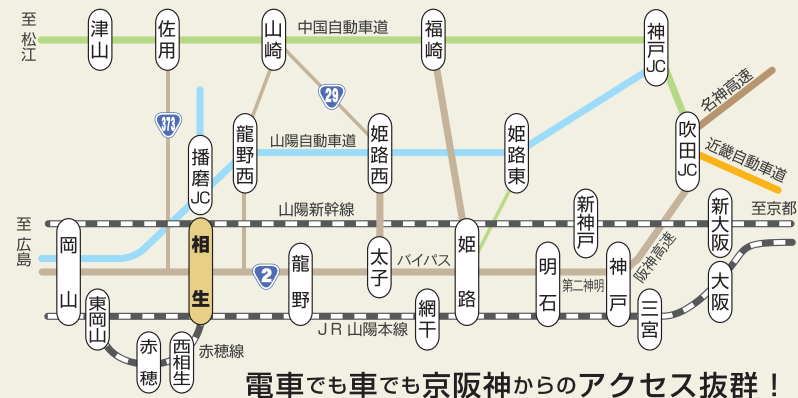 至松江
津山
佐用
山崎
中国自動車道
福崎
神戸JC
名神高速
373
29
播磨JC
龍野西
山陽自動車道
姫路西
姫路東
吹田JC
近畿自動車道
至広島
岡山
山陽新幹線
新神戸
新大阪
至京都
相生
2
龍野
太子
バイパス
姫路
明石
第二神明
神戸
阪神高速
大阪
東岡山
赤穂
西相生
赤穂線
JR山陽本線
網干
三宮
電車でも車でも京阪神からのアクセス抜群！